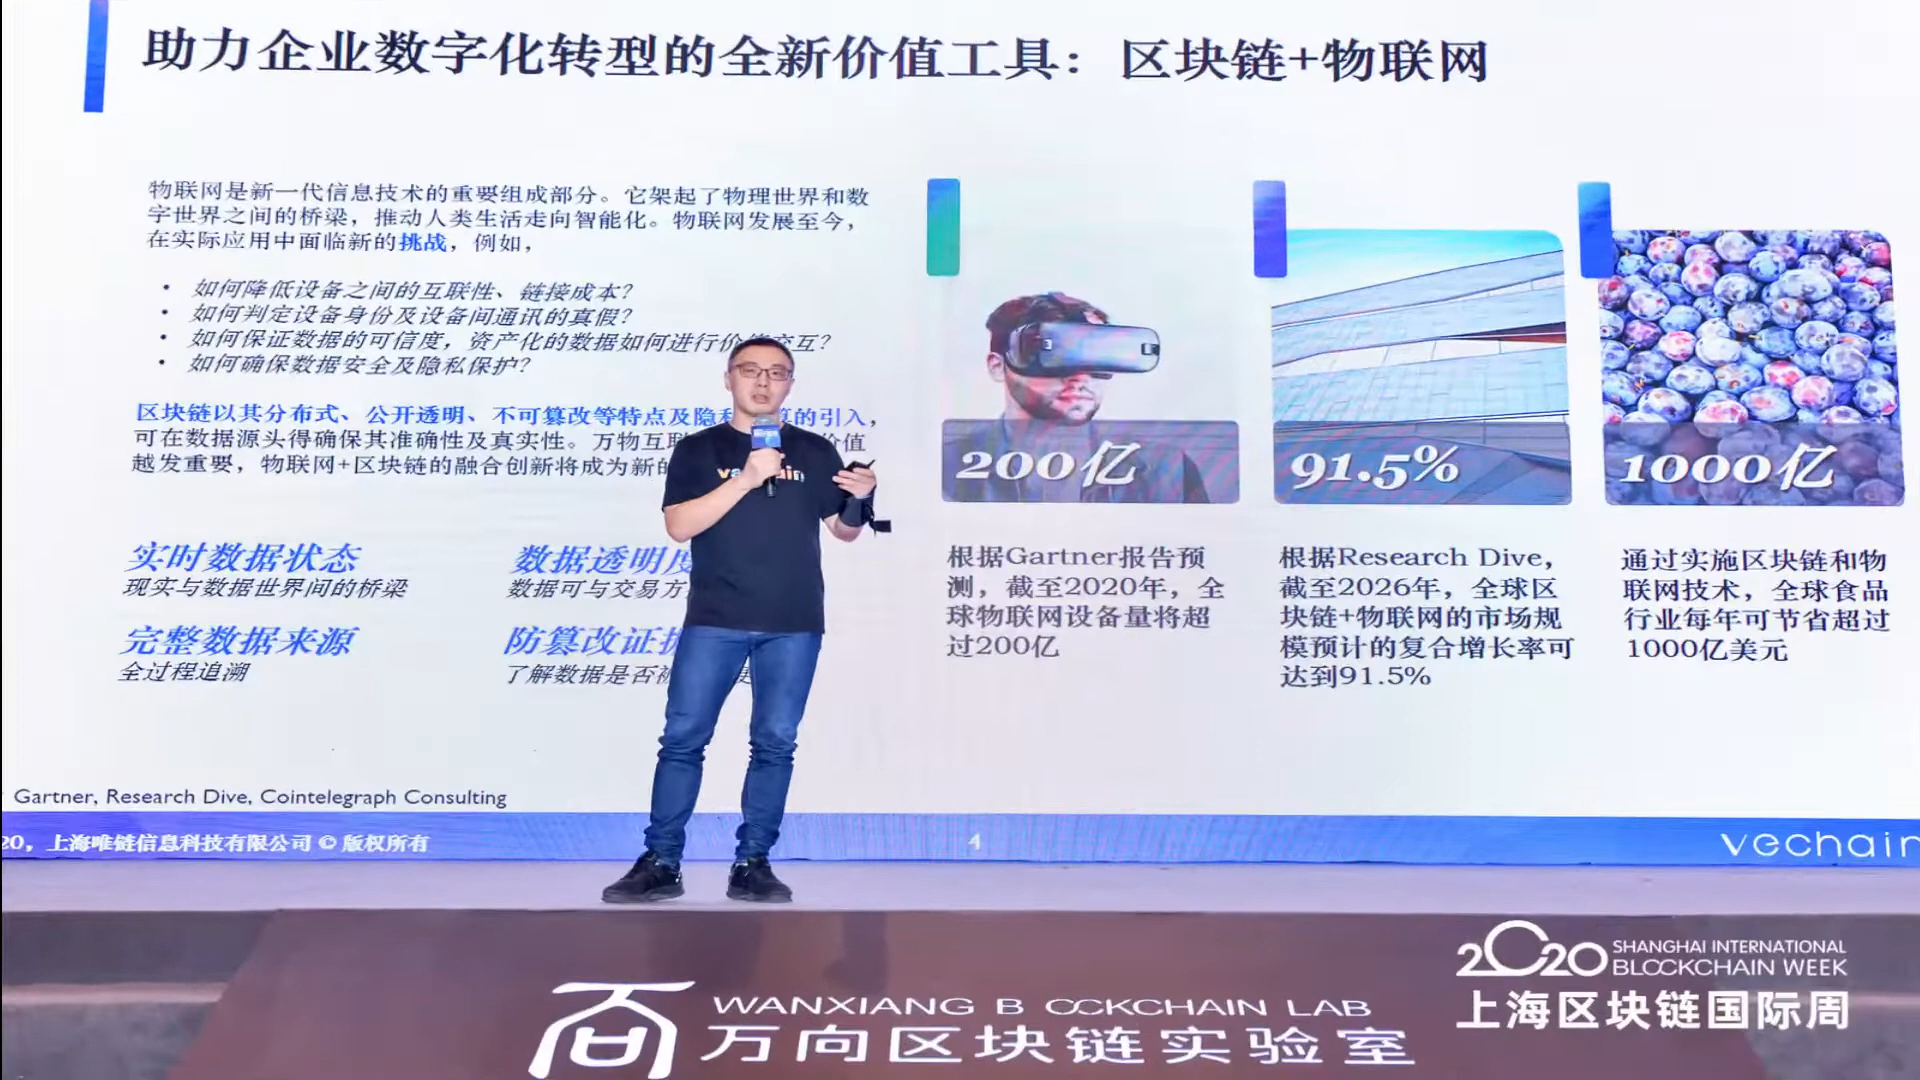 助力企业数字化转型的全新价值工具：区块链+物联网
物联网是新一代信息技术的重要组成部分。它架起了物理世界和数
字世界之间的桥梁，推动人类生活走向智能化。物联网发展至今，
在实际应用中面临新的挑战，例如，
• 如何降低设备之间的互联性、链接成本？
• 如何判定设备身份及设备间通讯的真假？
• 如何保证数据的可信度，资产化的数据如何进行价值交互？
• 如何确保数据安全及隐私保护？
区块链以其分布式、公开透明、不可篡改等特点及隐私 算的引入，
可在数据源头得确保其准确性及真实性。万物互联 价值
越发重要，物联网+区块链的融合创新将成为新的
实时数据状态
现实与数据世界间的桥梁
数据透明度
数据可与交易方
完整数据来源
全过程追溯
防篡改证据
了解数据是否被
200亿
根据Gartner报告预
测，截至2020年，全
球物联网设备量将超
过200亿
91.5%
根据Research Dive，
截至2026年，全球区
块链+物联网的市场规
模预计的复合增长率可
达到91.5%
1000亿
通过实施区块链和物
联网技术，全球食品
行业每年可节省超过
1000亿美元
Gartner, Research Dive, Cointelegraph Consulting
20，上海唯链信息科技有限公司 © 版权所有
4
vechain
WANXIANG B OCKCHAIN LAB
万向区块链实验室
2020 SHANGHAI INTERNATIONAL
BLOCKCHAIN WEEK
上海区块链国际周